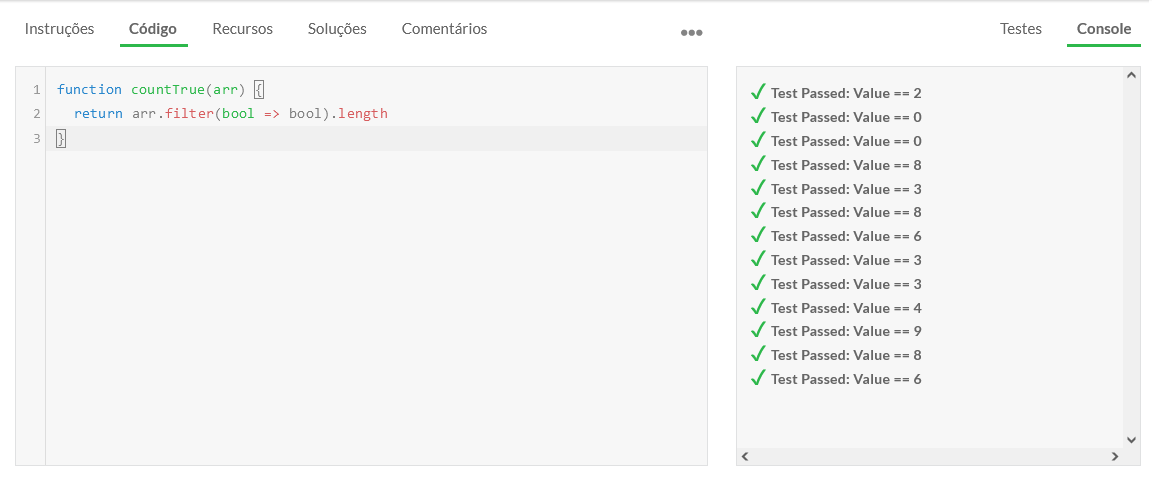 Instruções Código Recursos Soluções Comentários ••• Testes Console
1 function countTrue(arr) {
2   return arr.filter(bool => bool).length
3 }
✓ Test Passed: Value == 2
✓ Test Passed: Value == 0
✓ Test Passed: Value == 0
✓ Test Passed: Value == 8
✓ Test Passed: Value == 3
✓ Test Passed: Value == 8
✓ Test Passed: Value == 6
✓ Test Passed: Value == 3
✓ Test Passed: Value == 3
✓ Test Passed: Value == 4
✓ Test Passed: Value == 9
✓ Test Passed: Value == 8
✓ Test Passed: Value == 6